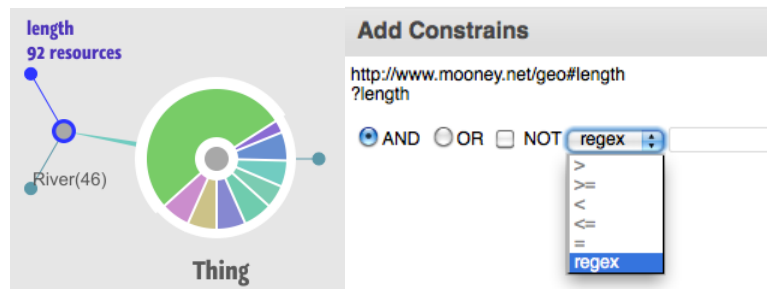 length
92 resources
River(46)
Thing
Add Constrains
http://www.mooney.net/geo#length
?length
AND OR NOT regex
>
>=
<
<=
=
regex